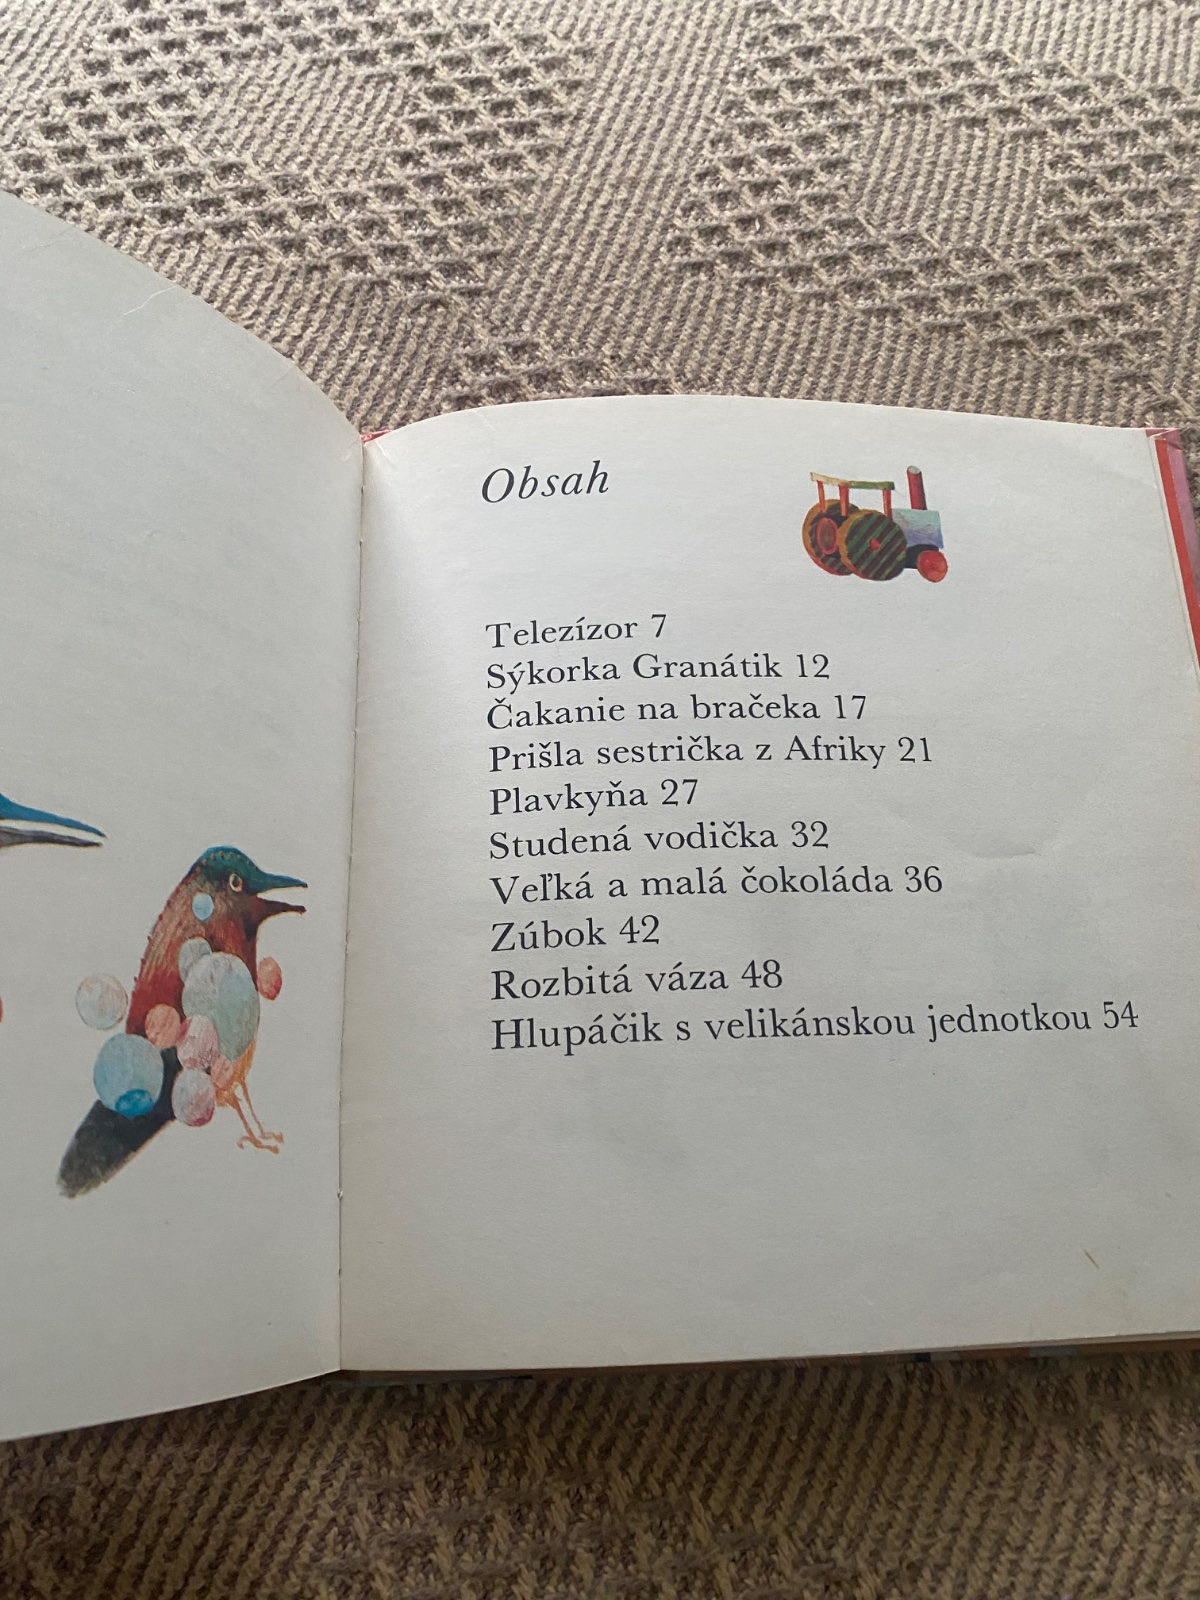 Obsah
Telezízor 7
Sýkorka Granátik 12
Čakanie na bračeka 17
Prišla sestrička z Afriky 21
Plavkyňa 27
Studená vodička 32
Veľká a malá čokoláda 36
Zúbok 42
Rozbitá váza 48
Hlupáčik s velikánskou jednotkou 54